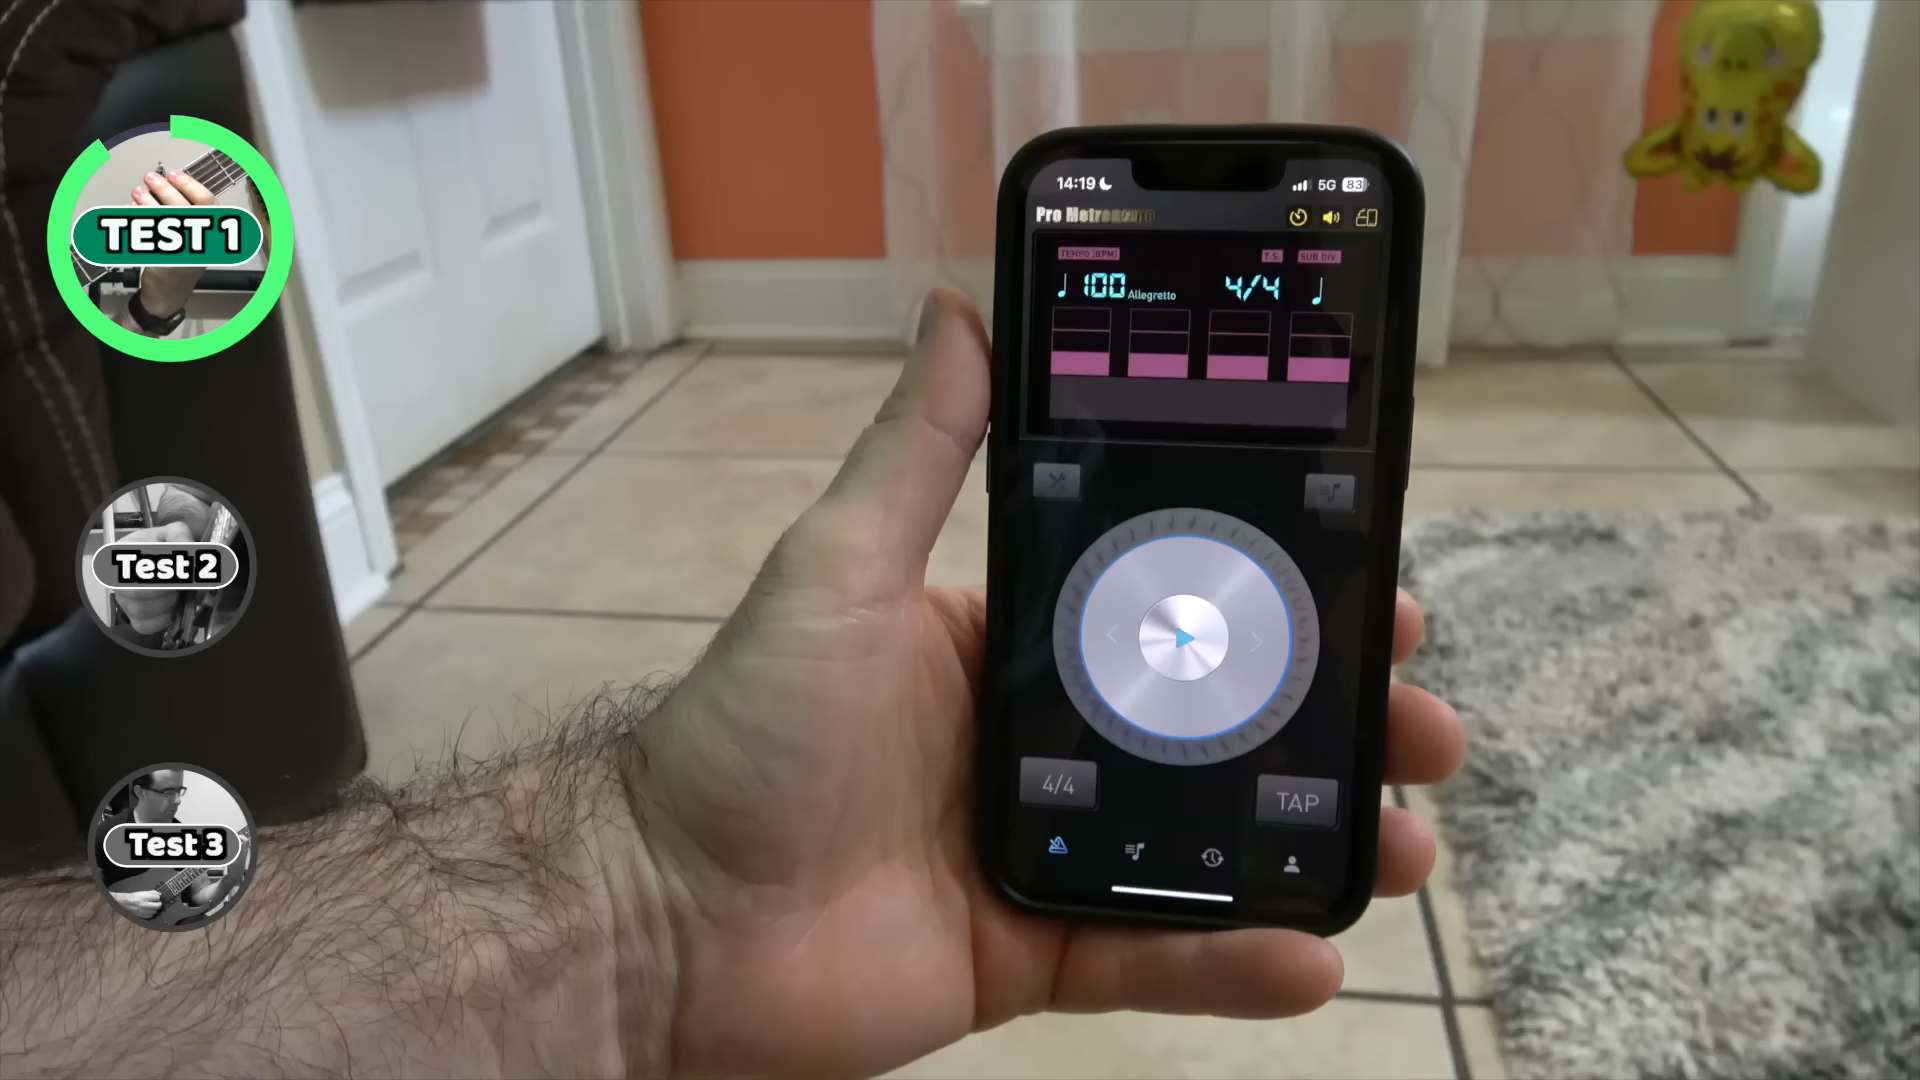 TEST 1
Test 2
Test 3
14:19
5G 83
Pro Metronome
TEMPO [BPM]
T.S.
SUB DIV
100 Allegretto
4/4
4/4
TAP